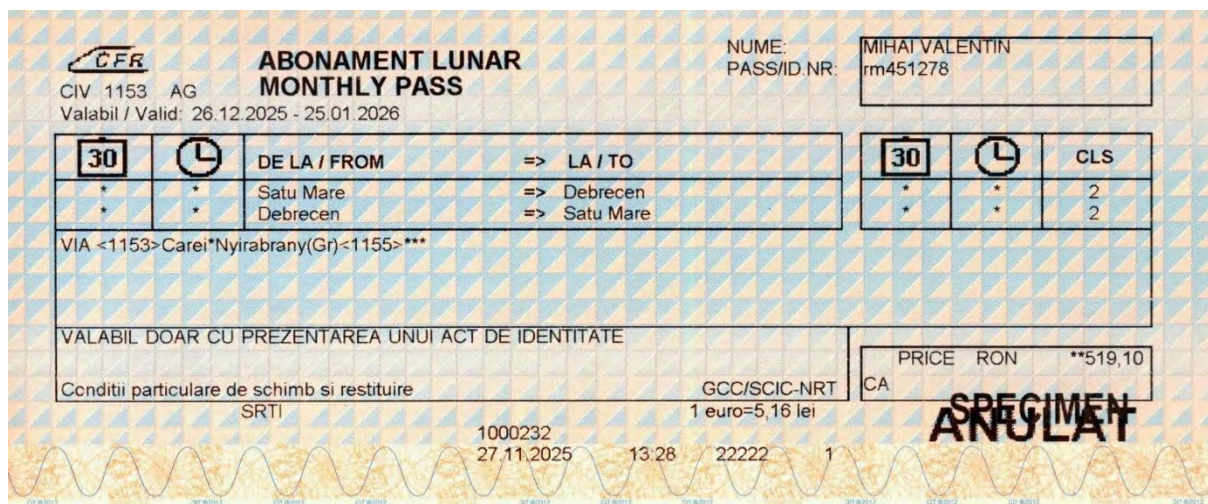 CFR
CIV 1153 AG
ABONAMENT LUNAR
MONTHLY PASS
Valabil / Valid: 26.12.2025 - 25.01.2026
NUME: MIHAI VALENTIN
PASS/ID.NR: rm451278
30 DE LA / FROM => LA / TO 30 CLS
* * Satu Mare => Debrecen * * 2
* * Debrecen => Satu Mare * * 2
VIA <1153>Carei*Nyirabrany(Gr)<1155>***
VALABIL DOAR CU PREZENTAREA UNUI ACT DE IDENTITATE
PRICE RON **519,10
Conditii particulare de schimb si restituire GCC/SCIC-NRT CA
SRTI 1 euro=5,16 lei
SPECIMEN
ANULAT
1000232
27.11.2025 13:28 22222 1